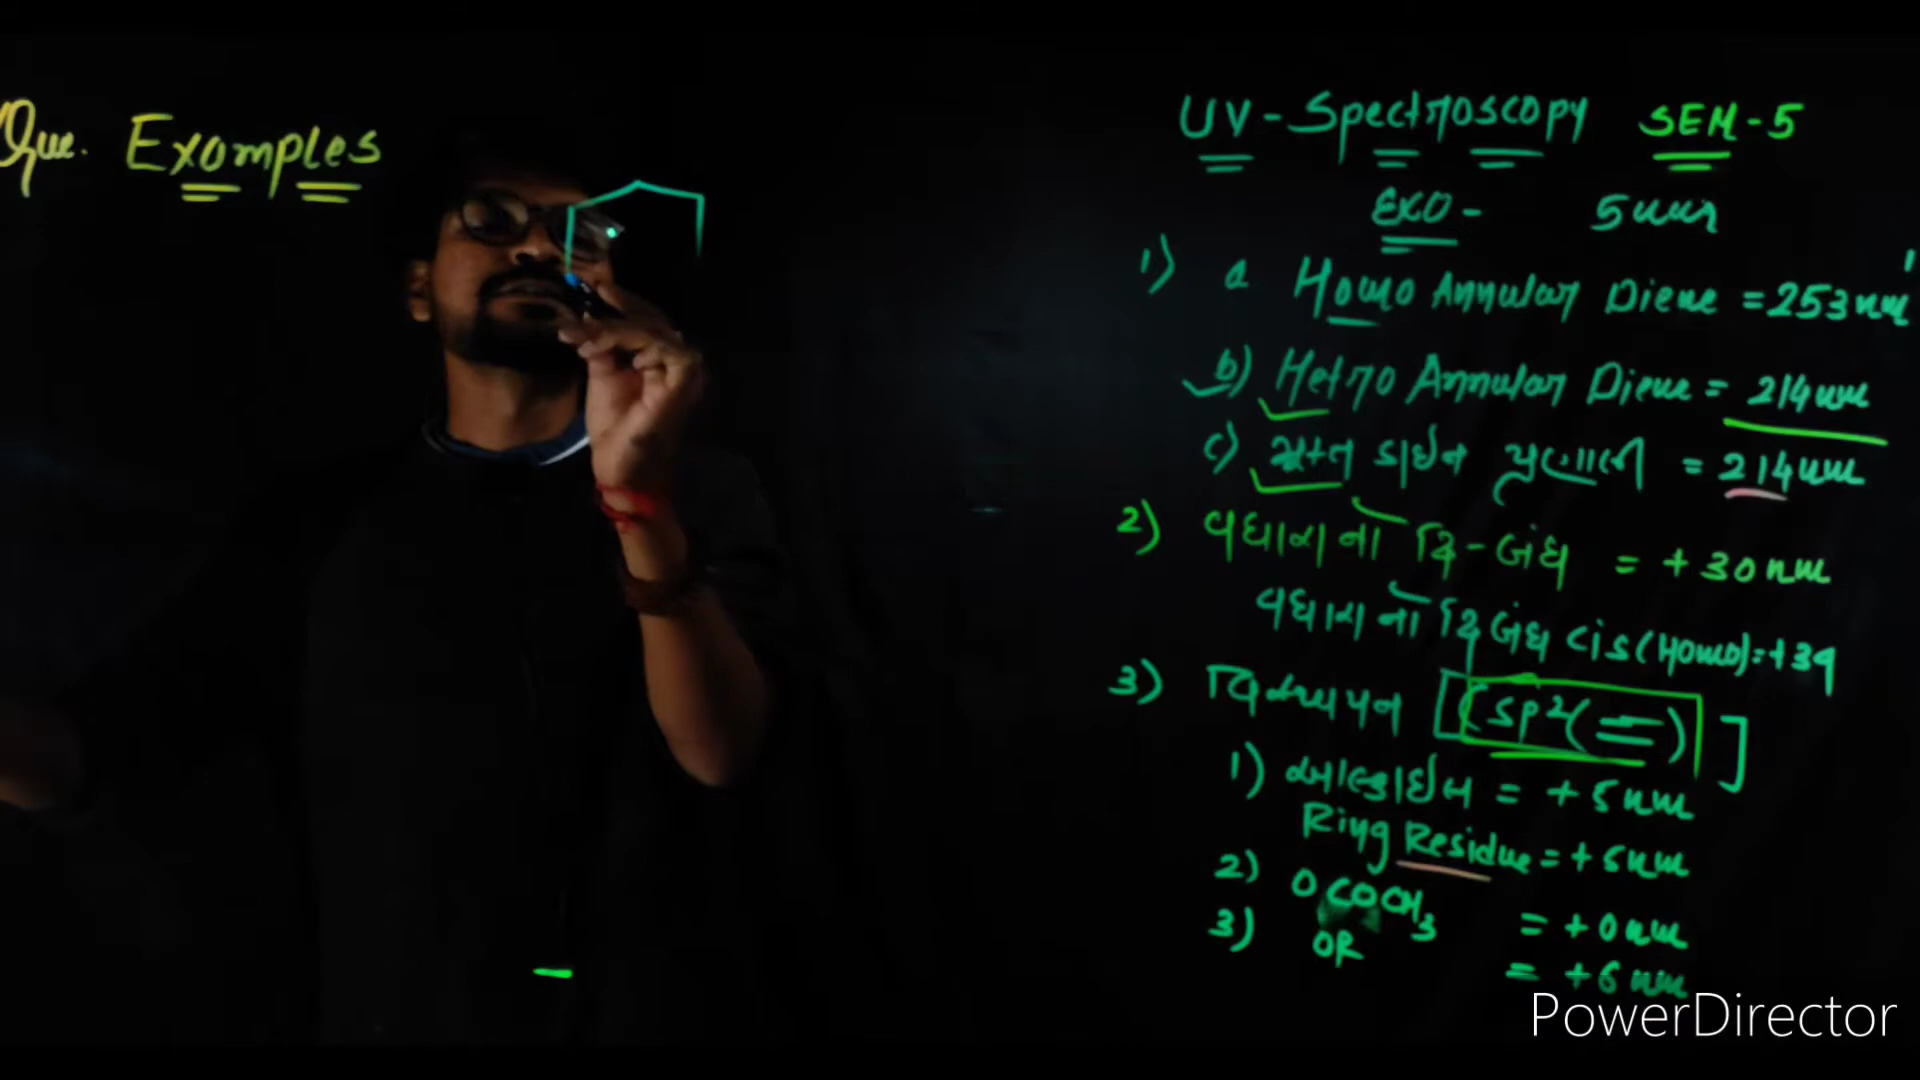 Que. Examples
UV-Spectroscopy SEM-5
EXO - 5nm
1) a Homo Annular Diene = 253nm
b) Hetro Annular Diene = 214nm
c) ડાઈન = 214nm
2) વધારાના દ્વિ-બંધ = +30nm
વધારાના દ્વિબંધ cis (Homo) = +39
3) વિસ્થાપન [(SP²(=)]
1) આલ્કાઈલ = +5nm
Ring Residue = +5nm
2) OCOCH₃ = +0nm
3) OR = +6nm
PowerDirector